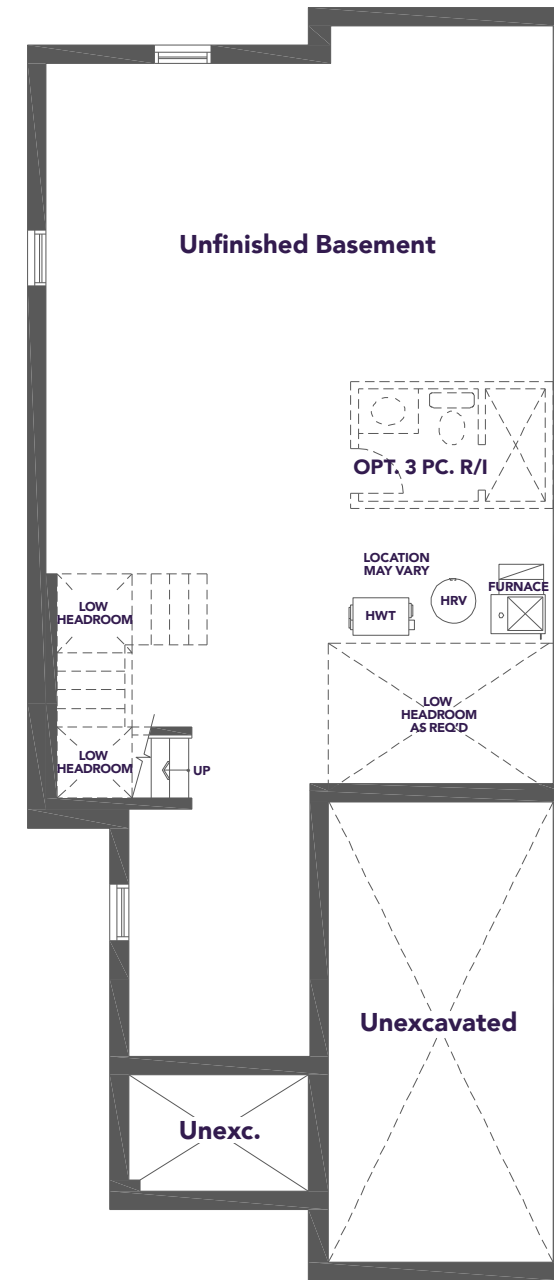 Unfinished Basement
OPT. 3 PC. R/I
LOCATION
MAY VARY
FURNACE
HRV
HWT
LOW
HEADROOM
LOW
HEADROOM
AS REQ'D
LOW
HEADROOM
UP
Unexcavated
Unexc.